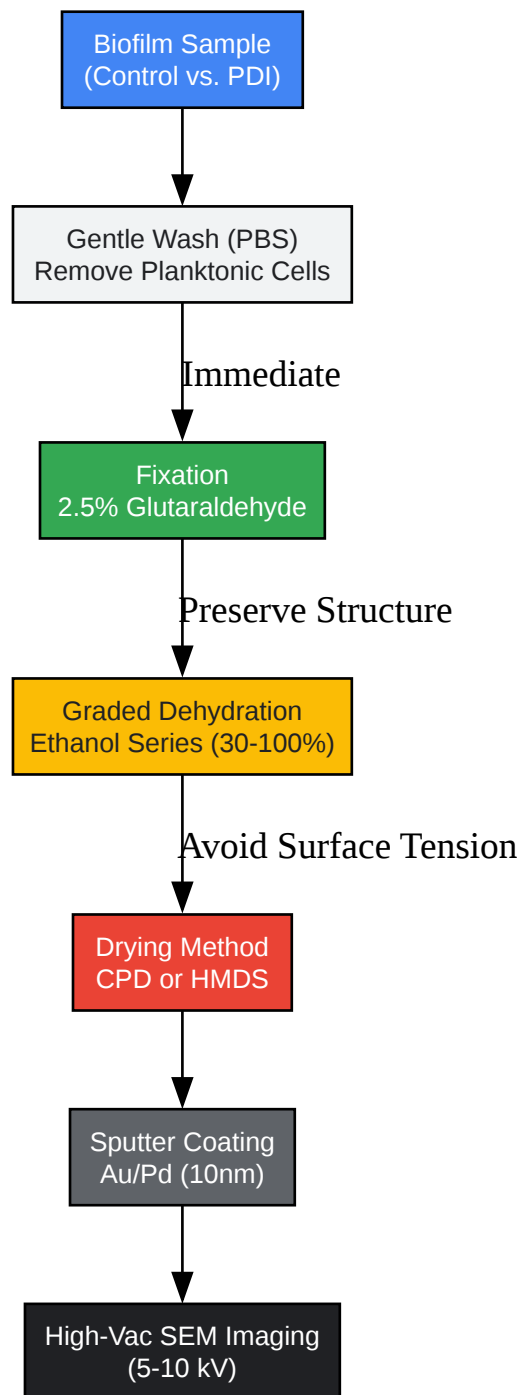 Biofilm Sample
(Control vs. PDI)
Gentle Wash (PBS)
Remove Planktonic Cells
Immediate
Fixation
2.5% Glutaraldehyde
Preserve Structure
Graded Dehydration
Ethanol Series (30-100%)
Avoid Surface Tension
Drying Method
CPD or HMDS
Sputter Coating
Au/Pd (10nm)
High-Vac SEM Imaging
(5-10 kV)